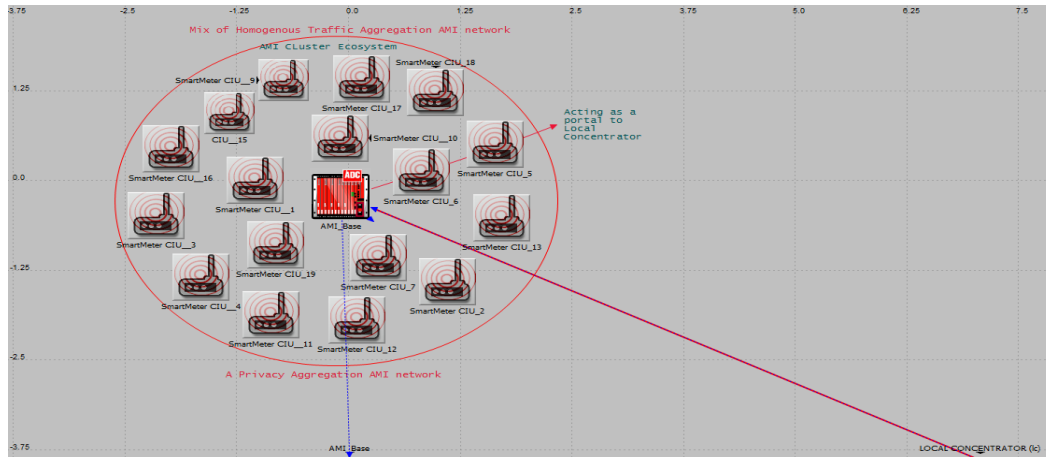 -3.75 -2.5 -1.25 0.0 1.25 2.5 3.75 5.0 6.25 7.5
Mix of Homogenous Traffic Aggregation AMI network
AMI CLuster Ecosystem
SmartMeter CIU_18
SmartMeter CIU__9
1.25
SmartMeter CIU_17
Acting as a
portal to
Local
Concentrator
CIU__15
SmartMeter CIU__10
SmartMeter CIU__16
SmartMeter CIU_5
0.0
ADC
SmartMeter CIU__1
SmartMeter CIU_6
AMI_Base
SmartMeter CIU__3
SmartMeter CIU_13
-1.25
SmartMeter CIU_19
SmartMeter CIU_7
SmartMeter CIU__4
SmartMeter CIU_2
SmartMeter CIU__11
SmartMeter CIU_12
-2.5
A Privacy Aggregation AMI network
-3.75
AMI_Base
LOCAL CONCENTRATOR (lc)